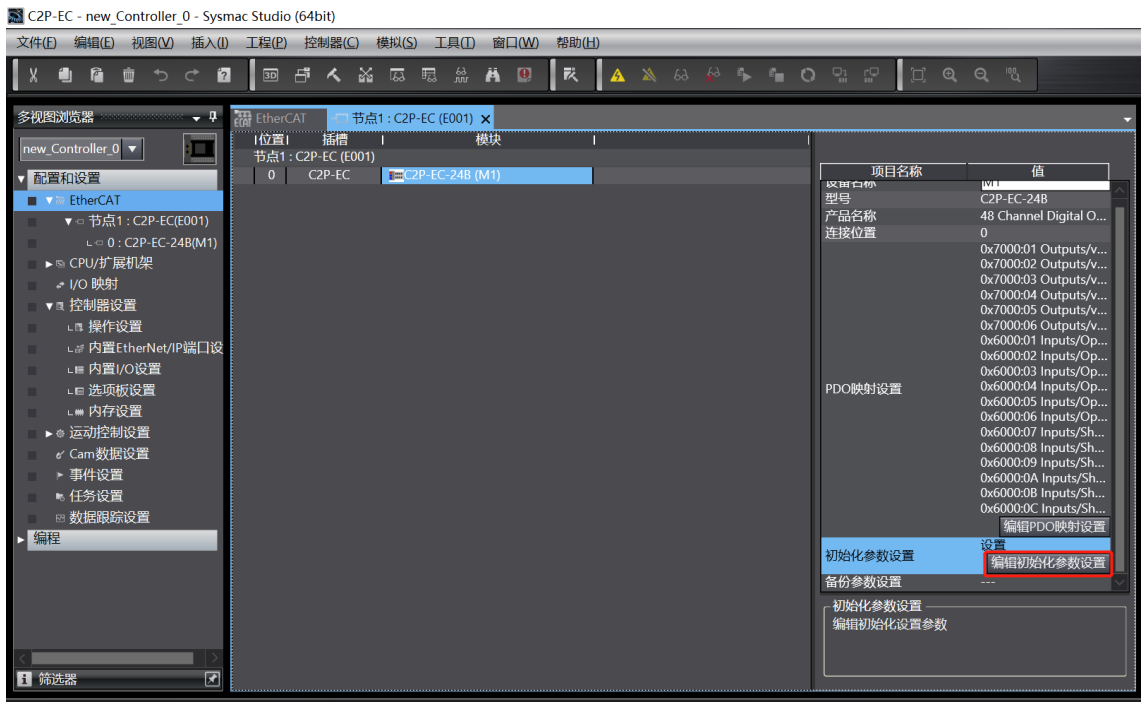 C2P-EC - new_Controller_0 - Sysmac Studio (64bit)
文件(F) 编辑(E) 视图(V) 插入(I) 工程(P) 控制器(C) 模拟(S) 工具(T) 窗口(W) 帮助(H)
多视图浏览器
new_Controller_0
配置和设置
EtherCAT
节点1 : C2P-EC(E001)
0 : C2P-EC-24B(M1)
CPU/扩展机架
I/O 映射
控制器设置
操作设置
内置EtherNet/IP端口设
内置I/O设置
选项板设置
内存设置
运动控制设置
Cam数据设置
事件设置
任务设置
数据跟踪设置
编程
筛选器
EtherCAT 节点1 : C2P-EC (E001)
位置 插槽 模块
节点1 : C2P-EC (E001)
0 C2P-EC C2P-EC-24B (M1)
项目名称 值
设备名称 M1
型号 C2P-EC-24B
产品名称 48 Channel Digital O...
连接位置 0
PDO映射设置
0x7000:01 Outputs/v...
0x7000:02 Outputs/v...
0x7000:03 Outputs/v...
0x7000:04 Outputs/v...
0x7000:05 Outputs/v...
0x7000:06 Outputs/v...
0x6000:01 Inputs/Op...
0x6000:02 Inputs/Op...
0x6000:03 Inputs/Op...
0x6000:04 Inputs/Op...
0x6000:05 Inputs/Op...
0x6000:06 Inputs/Op...
0x6000:07 Inputs/Sh...
0x6000:08 Inputs/Sh...
0x6000:09 Inputs/Sh...
0x6000:0A Inputs/Sh...
0x6000:0B Inputs/Sh...
0x6000:0C Inputs/Sh...
编辑PDO映射设置
初始化参数设置 设置
编辑初始化参数设置
备份参数设置 ---
初始化参数设置
编辑初始化设置参数